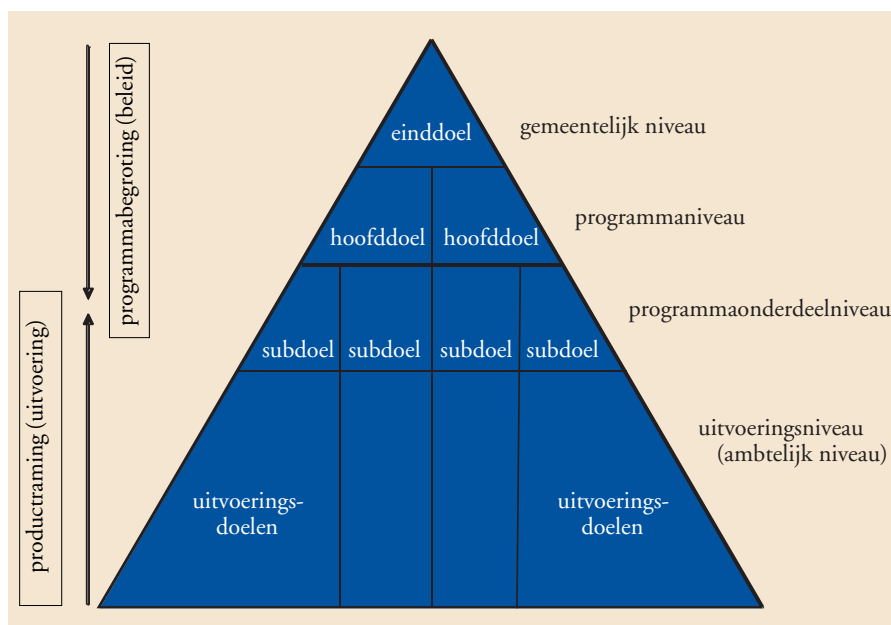 programmabegroting (beleid)
productraming (uitvoering)
einddoel
gemeentelijk niveau
hoofddoel
hoofddoel
programmaniveau
subdoel
subdoel
subdoel
subdoel
programmaonderdeelniveau
uitvoerings-
doelen
uitvoerings-
doelen
uitvoeringsniveau
(ambtelijk niveau)